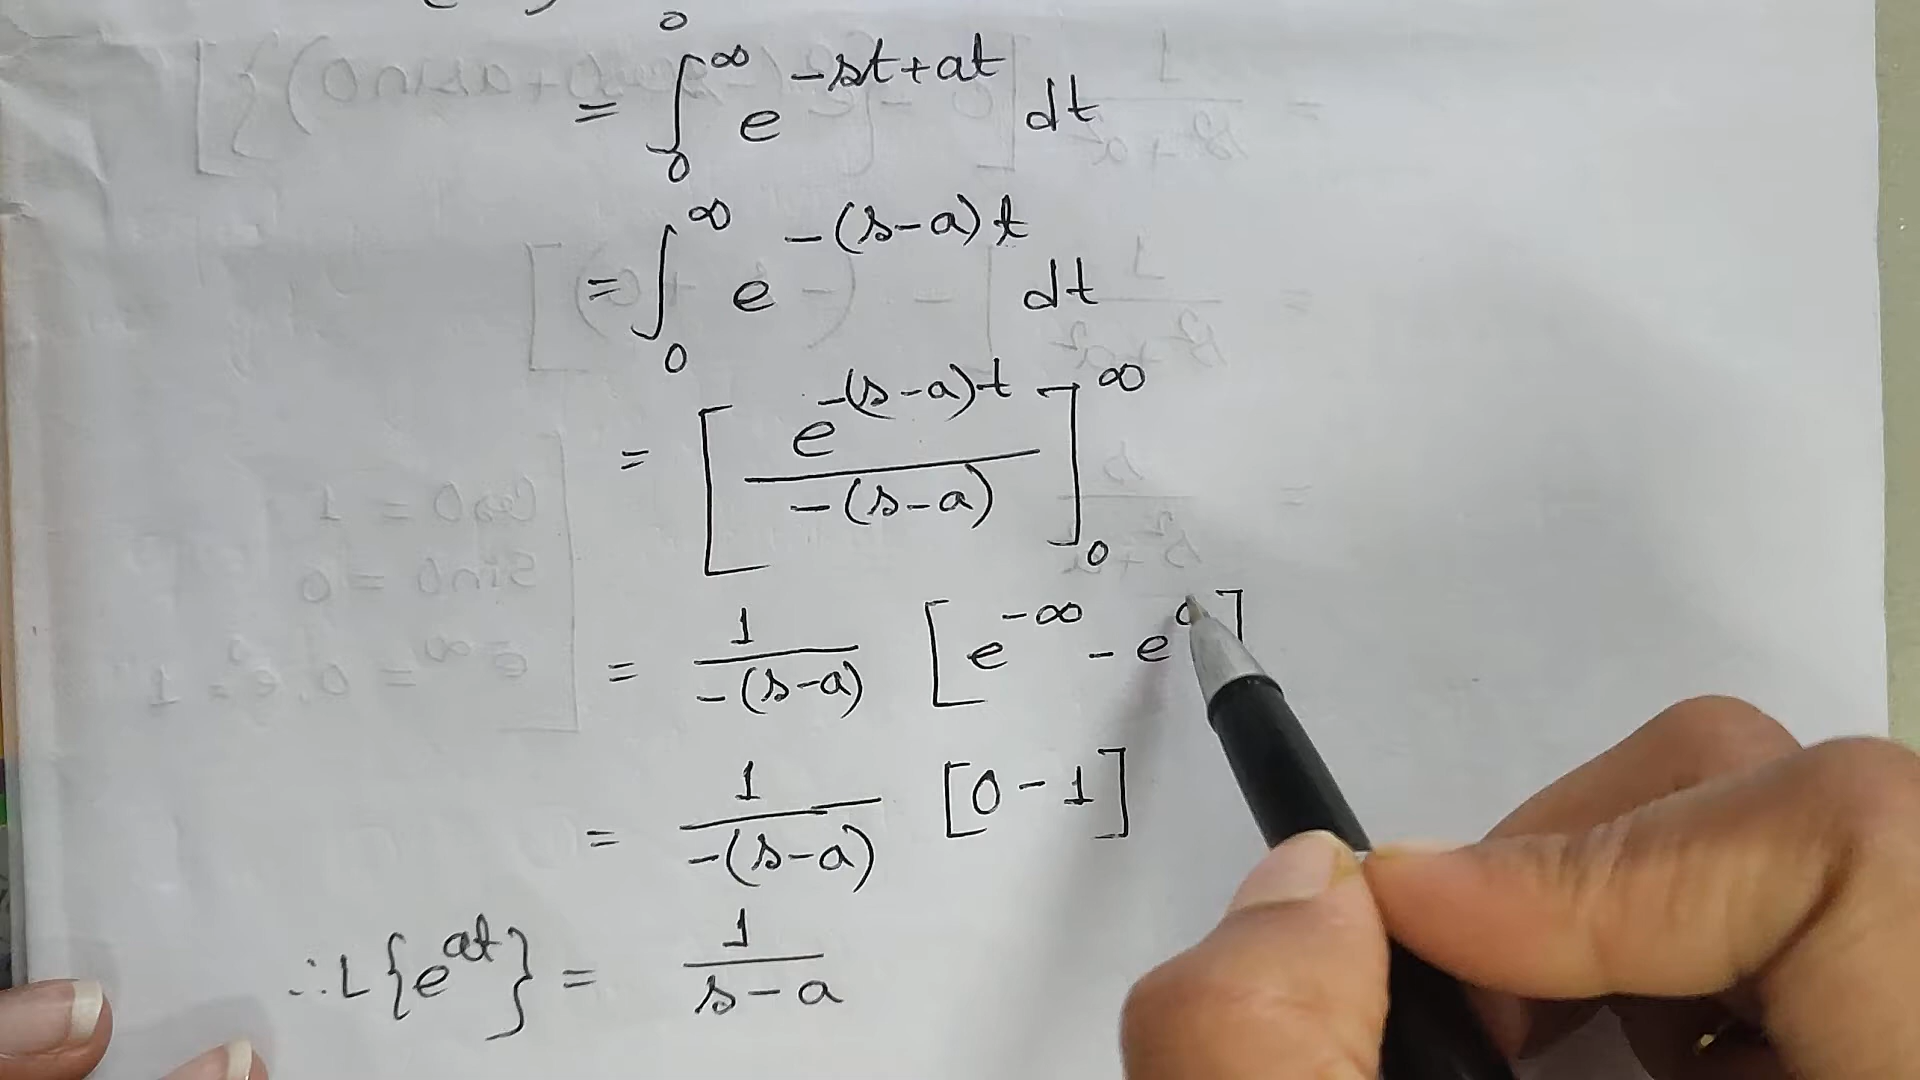 = ∫₀^∞ e^{-st+at} dt
= ∫₀^∞ e^{-(s-a)t} dt
= [ e^{-(s-a)t} / -(s-a) ]₀^∞
= 1 / -(s-a) [ e^{-∞} - e^0 ]
= 1 / -(s-a) [0-1]
∴ L{e^{at}} = 1 / s-a